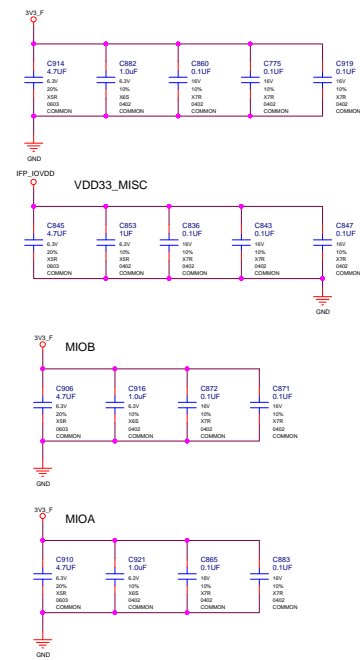 3V3_F
C914
4.7UF
6.3V
20%
X5R
0603
COMMON
C882
1.0uF
6.3V
10%
X6S
0402
COMMON
C860
0.1UF
16V
10%
X7R
0402
COMMON
C775
0.1UF
16V
10%
X7R
0402
COMMON
C919
0.1UF
16V
10%
X7R
0402
COMMON
GND
IFP_IOVDD
VDD33_MISC
C845
4.7UF
6.3V
20%
X5R
0603
COMMON
C853
1UF
6.3V
10%
X5R
0402
COMMON
C836
0.1UF
16V
10%
X7R
0402
COMMON
C843
0.1UF
16V
10%
X7R
0402
COMMON
C847
0.1UF
16V
10%
X7R
0402
COMMON
GND
3V3_F
MIOB
C906
4.7UF
6.3V
20%
X5R
0603
COMMON
C916
1.0uF
6.3V
10%
X6S
0402
COMMON
C872
0.1UF
16V
10%
X7R
0402
COMMON
C871
0.1UF
16V
10%
X7R
0402
COMMON
GND
3V3_F
MIOA
C910
4.7UF
6.3V
20%
X5R
0603
COMMON
C921
1.0uF
6.3V
10%
X6S
0402
COMMON
C865
0.1UF
16V
10%
X7R
0402
COMMON
C883
0.1UF
16V
10%
X7R
0402
COMMON
GND